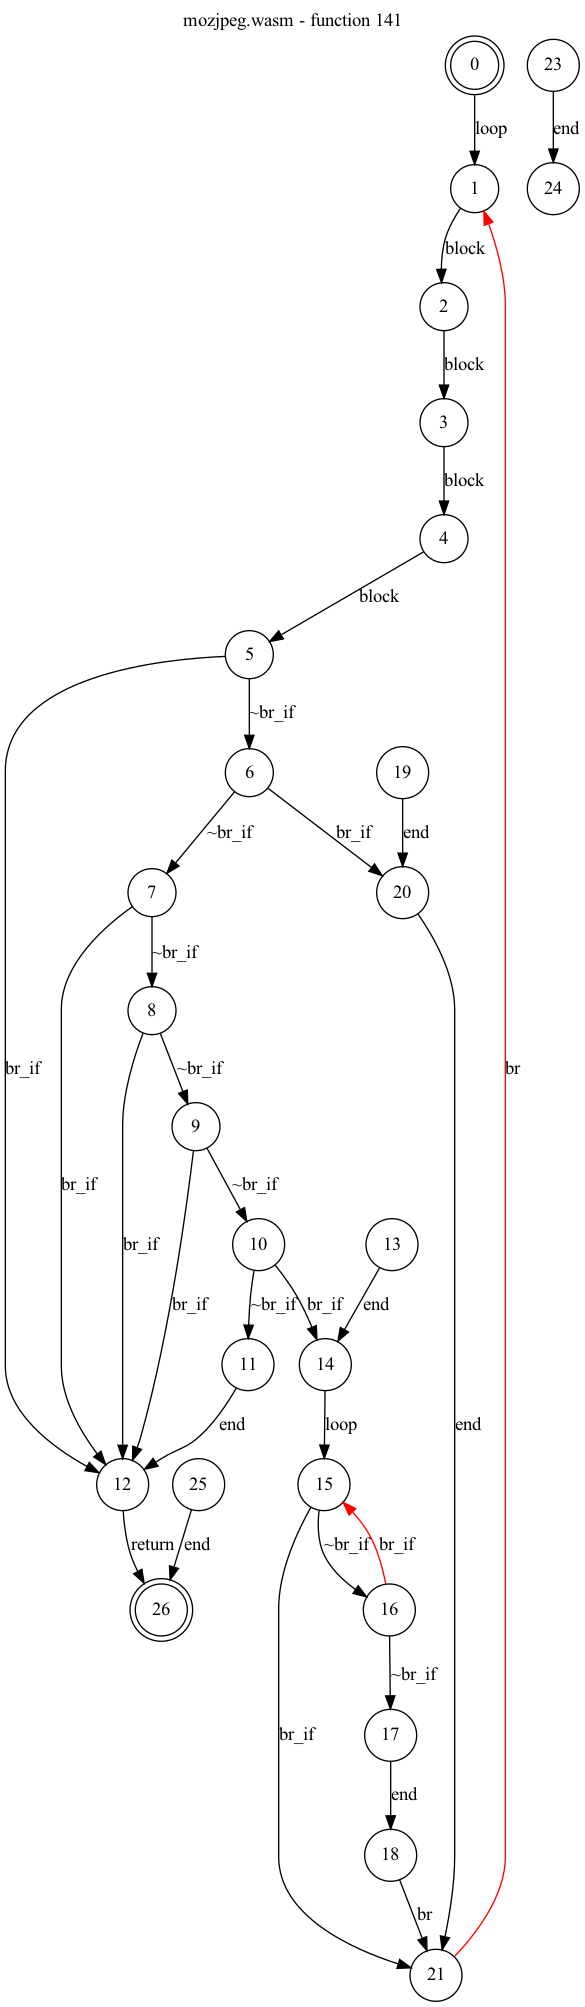 mozjpeg.wasm - function 141
0
23
loop
end
1
24
block
2
block
3
block
4
block
5
~br_if
6
19
~br_if
br_if
end
7
20
~br_if
8
br_if
~br_if
br
9
br_if
~br_if
br_if
10
13
br_if
~br_if
br_if
end
11
14
end
loop
end
12
25
15
return
end
~br_if
br_if
26
16
~br_if
br_if
17
end
18
br
21